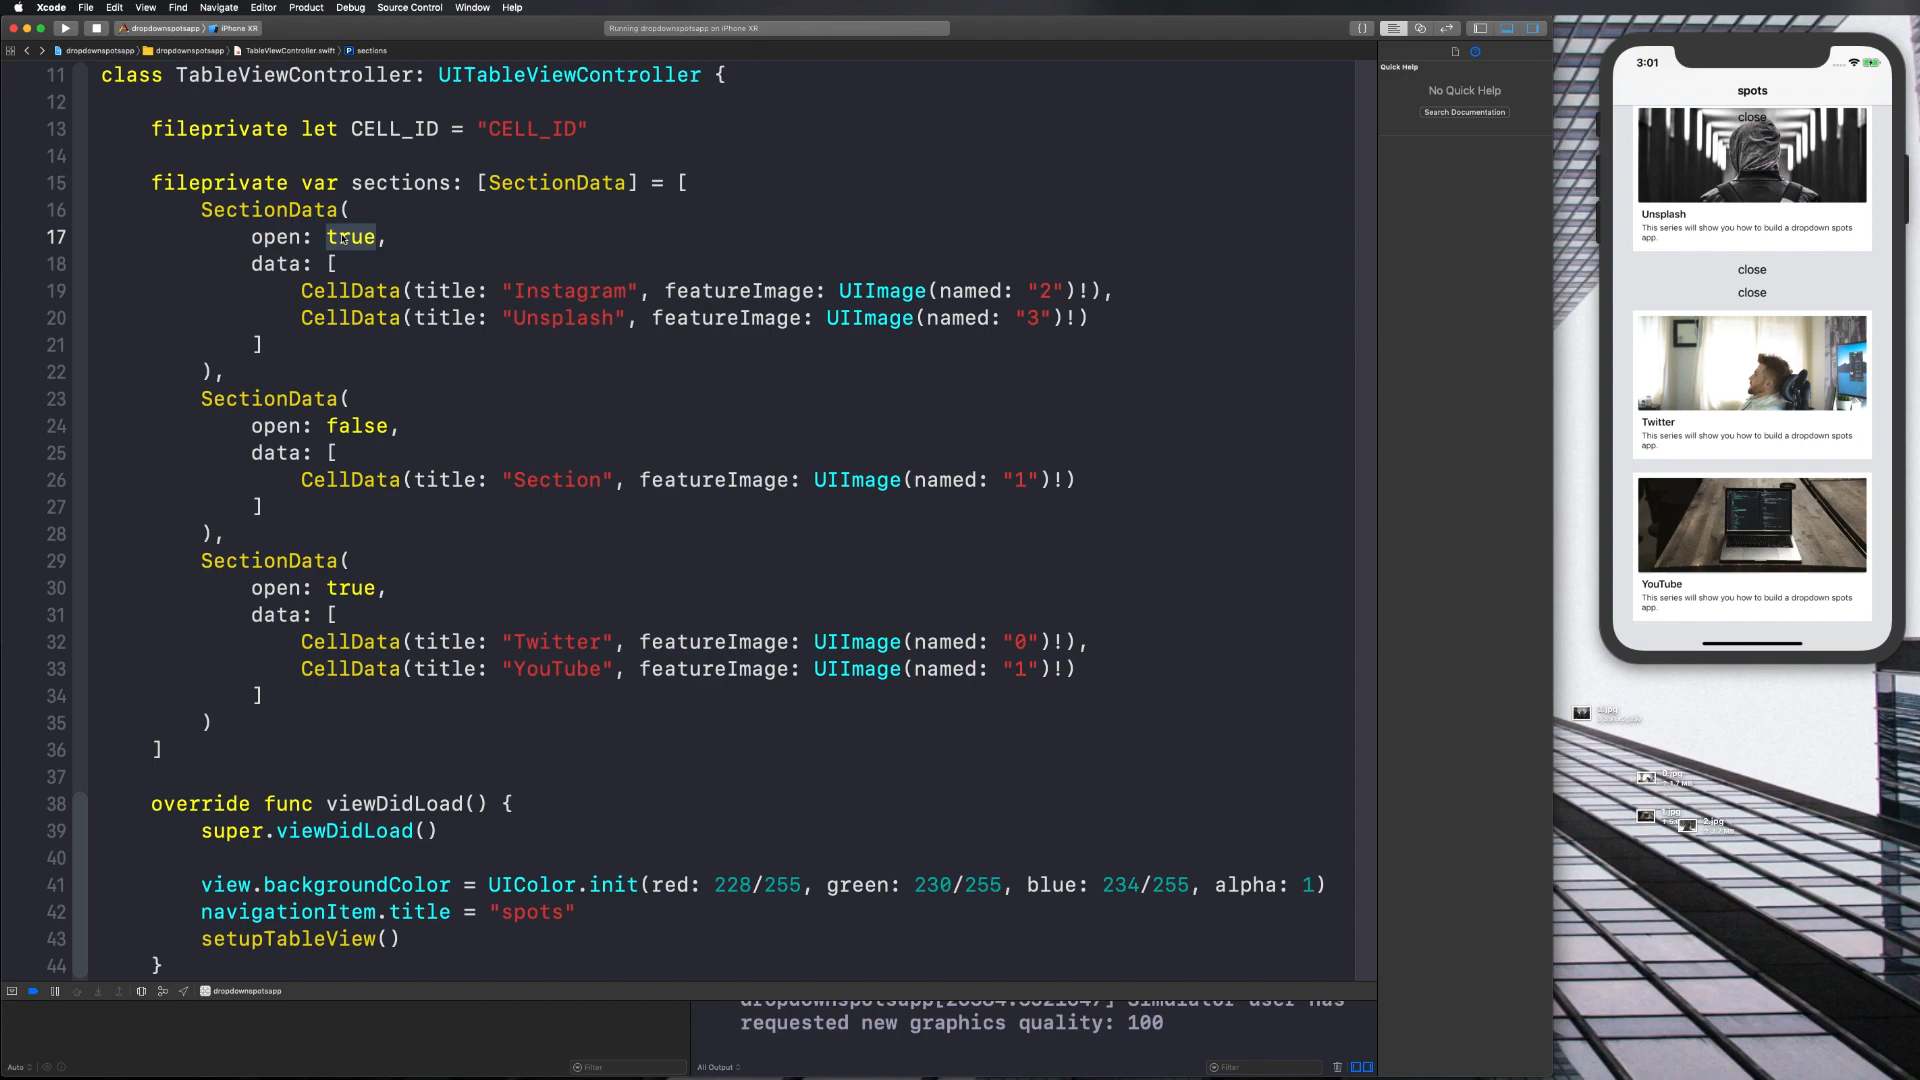 Xcode File Edit View Find Navigate Editor Product Debug Source Control Window Help
dropdownspotsapp iPhone XR
Running dropdownspotsapp on iPhone XR
dropdownspotsapp dropdownspotsapp TableViewController.swift P sections
11 class TableViewController: UITableViewController {
12
13 fileprivate let CELL_ID = "CELL_ID"
14
15 fileprivate var sections: [SectionData] = [
16 SectionData(
17 open: true,
18 data: [
19 CellData(title: "Instagram", featureImage: UIImage(named: "2")!),
20 CellData(title: "Unsplash", featureImage: UIImage(named: "3")!)
21 ]
22 ),
23 SectionData(
24 open: false,
25 data: [
26 CellData(title: "Section", featureImage: UIImage(named: "1")!)
27 ]
28 ),
29 SectionData(
30 open: true,
31 data: [
32 CellData(title: "Twitter", featureImage: UIImage(named: "0")!),
33 CellData(title: "YouTube", featureImage: UIImage(named: "1")!)
34 ]
35 )
36 ]
37
38 override func viewDidLoad() {
39 super.viewDidLoad()
40
41 view.backgroundColor = UIColor.init(red: 228/255, green: 230/255, blue: 234/255, alpha: 1)
42 navigationItem.title = "spots"
43 setupTableView()
44 }
dropdownspotsapp
requested new graphics quality: 100
Auto
Filter
All Output
Filter
Quick Help
No Quick Help
Search Documentation
3:01
spots
close
Unsplash
This series will show you how to build a dropdown spots
app.
close
close
Twitter
This series will show you how to build a dropdown spots
app.
YouTube
This series will show you how to build a dropdown spots
app.
3.jpg
0.jpg
1.jpg
2.jpg